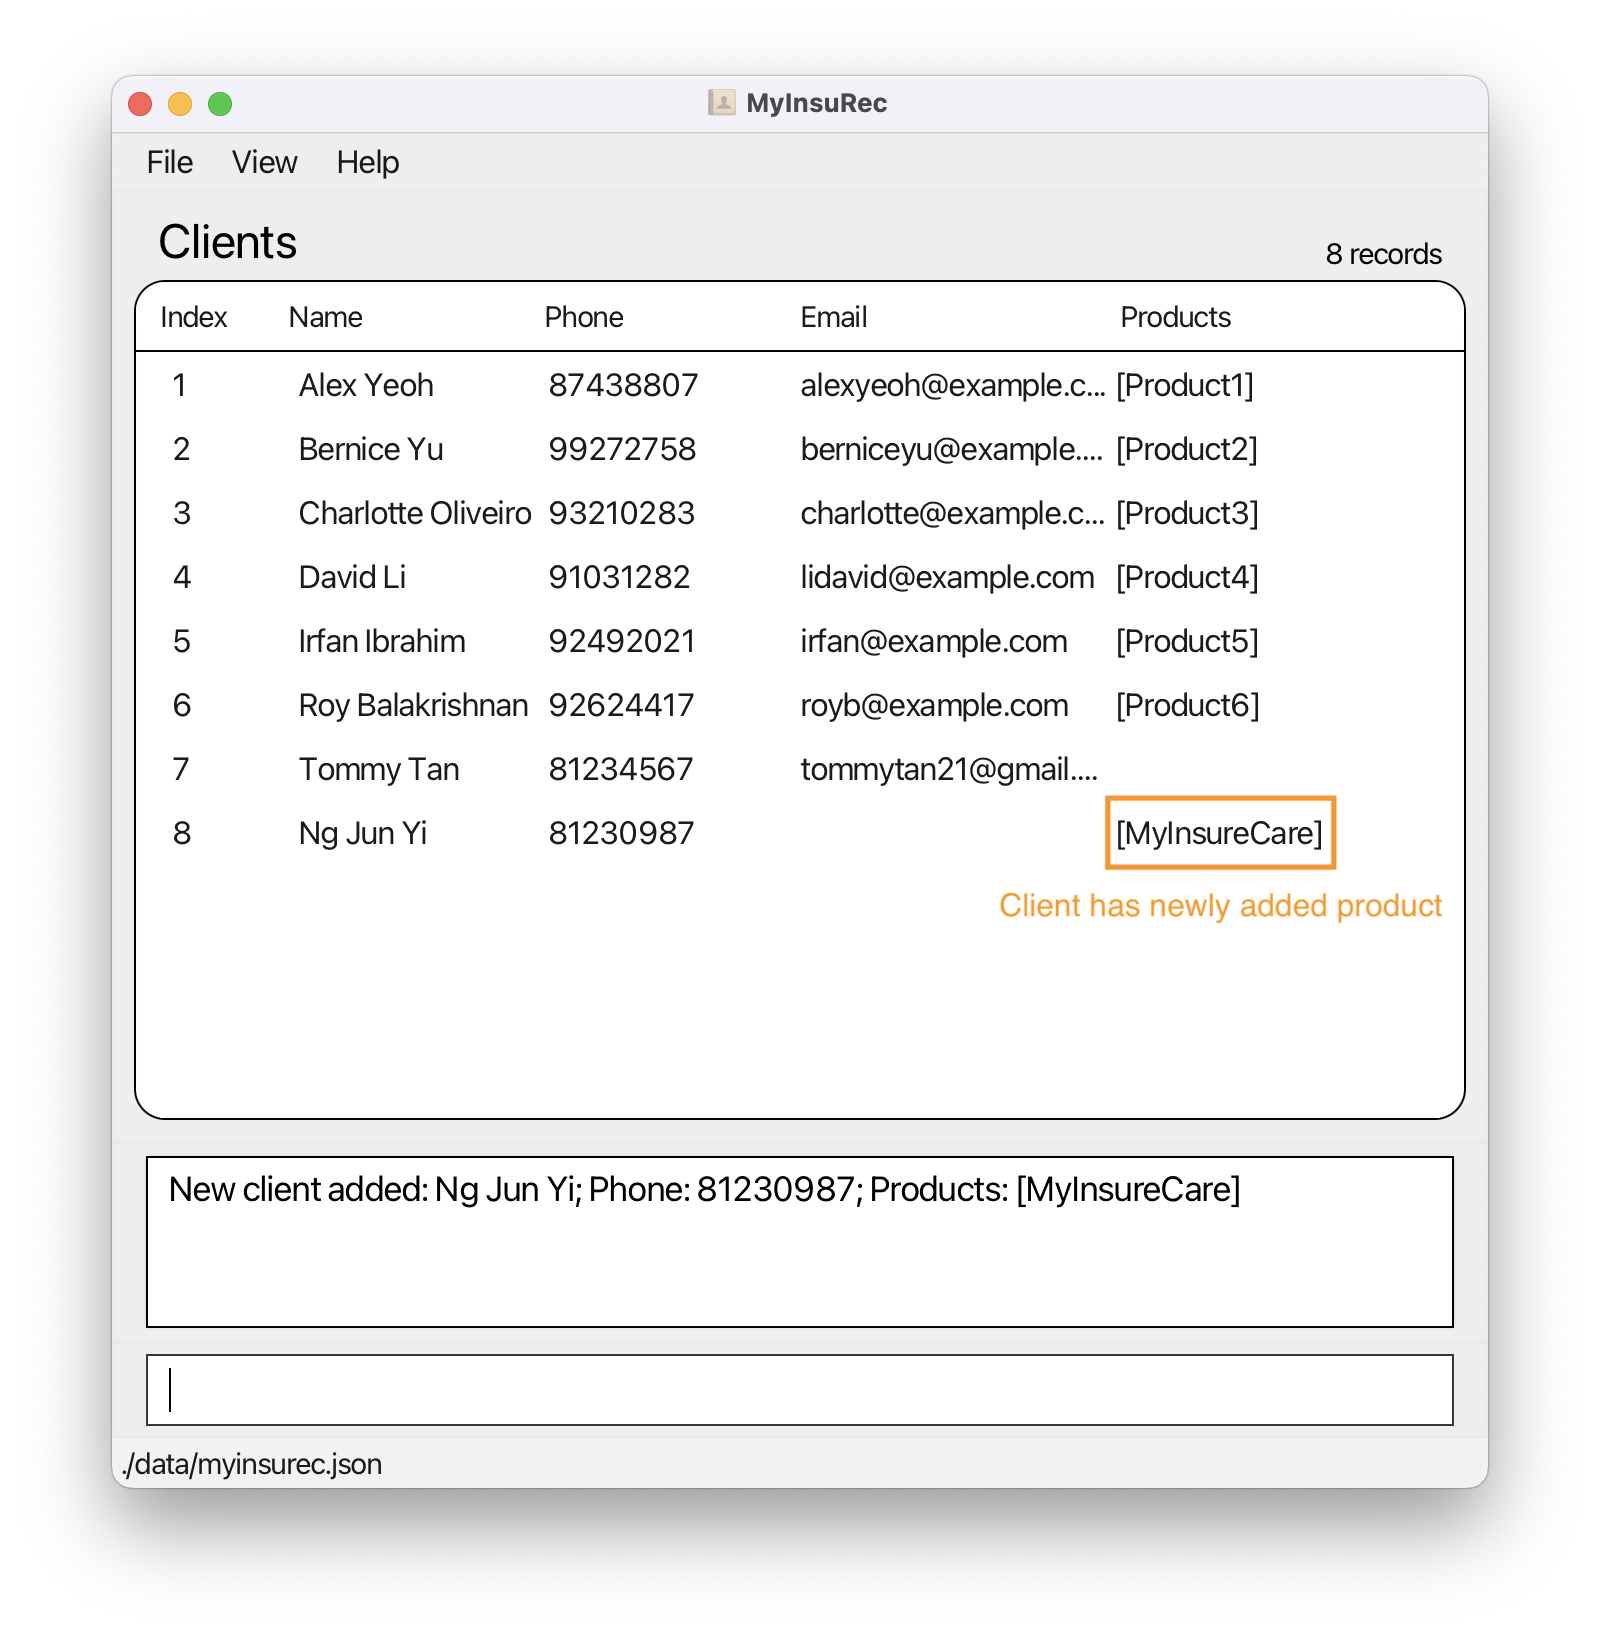 MyInsuRec
File View Help
Clients
8 records
Index Name Phone Email Products
1 Alex Yeoh 87438807 alexyeoh@example.c... [Product1]
2 Bernice Yu 99272758 berniceyu@example.... [Product2]
3 Charlotte Oliveiro 93210283 charlotte@example.c... [Product3]
4 David Li 91031282 lidavid@example.com [Product4]
5 Irfan Ibrahim 92492021 irfan@example.com [Product5]
6 Roy Balakrishnan 92624417 royb@example.com [Product6]
7 Tommy Tan 81234567 tommytan21@gmail....
8 Ng Jun Yi 81230987 [MyInsureCare]
Client has newly added product
New client added: Ng Jun Yi; Phone: 81230987; Products: [MyInsureCare]
./data/myinsurec.json